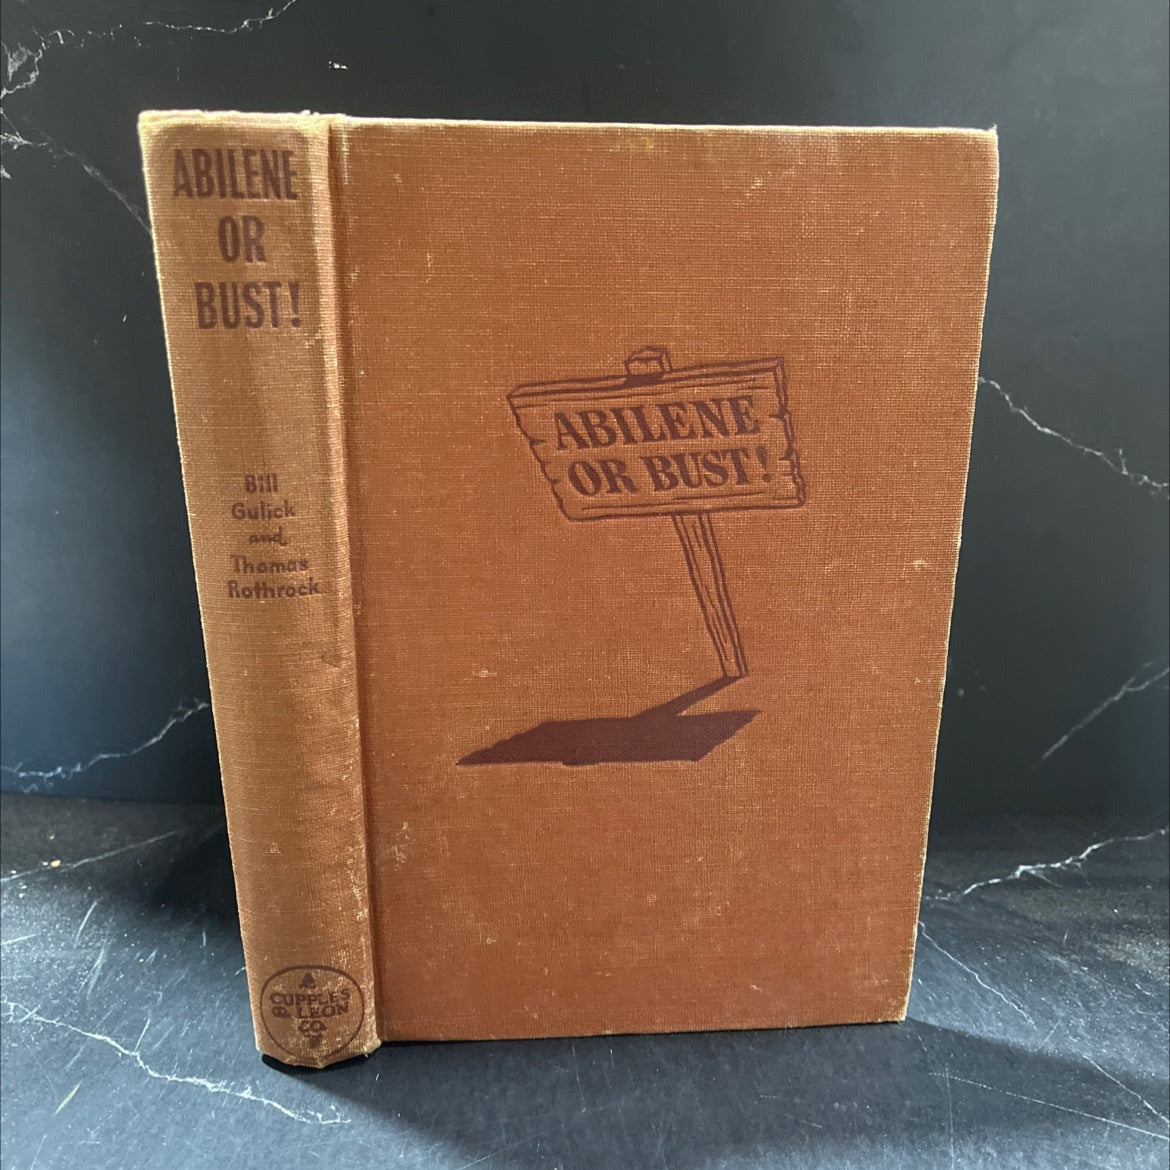 ABILENE
OR
BUST!
Bill
Gulick
and
Thomas
Rothrock
CUPPLES
& LEON
CO.
ABILENE
OR BUST!